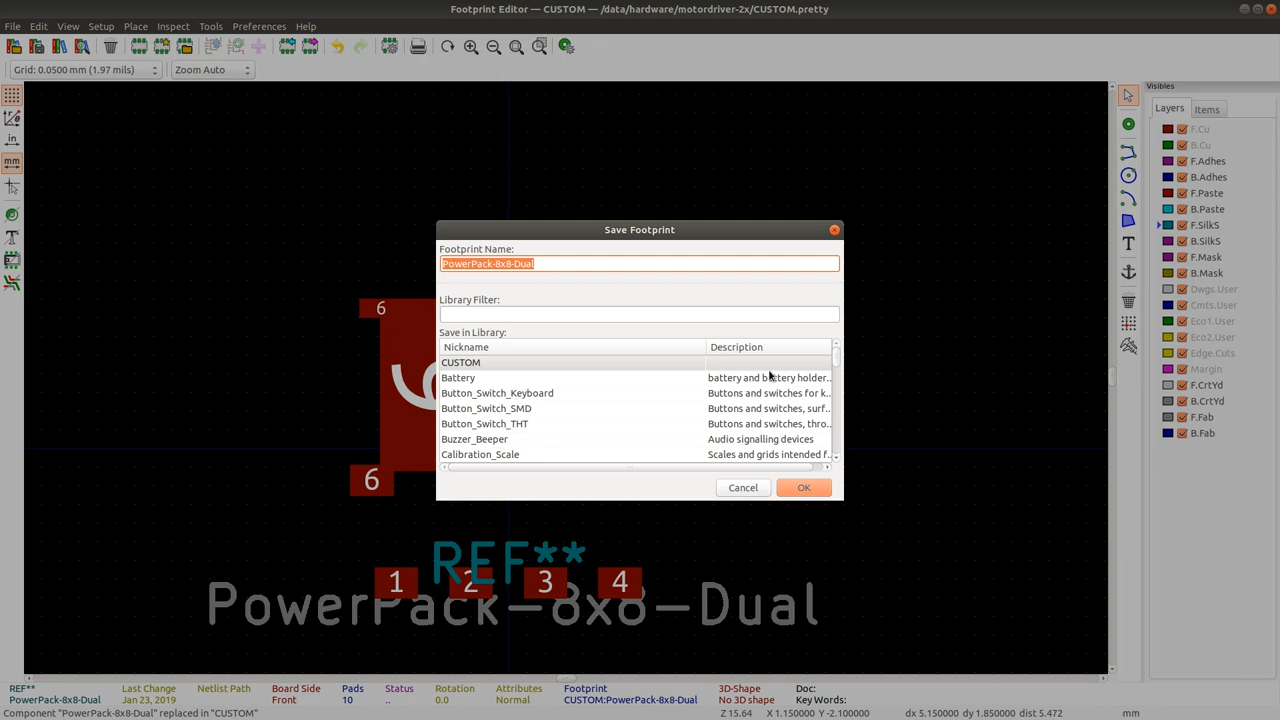 Footprint Editor — CUSTOM — /data/hardware/motordriver-2x/CUSTOM.pretty
File Edit View Setup Place Inspect Tools Preferences Help
Grid: 0.0500 mm (1.97 mils) Zoom Auto
Visibles
Layers Items
F.Cu
B.Cu
F.Adhes
B.Adhes
F.Paste
B.Paste
F.SilkS
B.SilkS
F.Mask
B.Mask
Dwgs.User
Cmts.User
Eco1.User
Eco2.User
Edge.Cuts
Margin
F.CrtYd
B.CrtYd
F.Fab
B.Fab
in
mm
Save Footprint
Footprint Name:
PowerPack-8x8-Dual
Library Filter:
Save in Library:
Nickname Description
CUSTOM
Battery battery and battery holder..
Button_Switch_Keyboard Buttons and switches for k..
Button_Switch_SMD Buttons and switches, surf..
Button_Switch_THT Buttons and switches, thro..
Buzzer_Beeper Audio signalling devices
Calibration_Scale Scales and grids intended f..
Cancel OK
6
6
REF**
1 2 3 4
PowerPack-8x8-Dual
REF** Last Change Netlist Path Board Side Pads Status Rotation Attributes Footprint 3D-Shape Doc:
PowerPack-8x8-Dual Jan 23, 2019 Front 10 .. 0.0 Normal CUSTOM:PowerPack-8x8-Dual No 3D shape Key Words:
Component "PowerPack-8x8-Dual" replaced in "CUSTOM" Z 15.64 X 1.150000 Y -2.100000 dx 5.150000 dy 1.850000 dist 5.472 mm